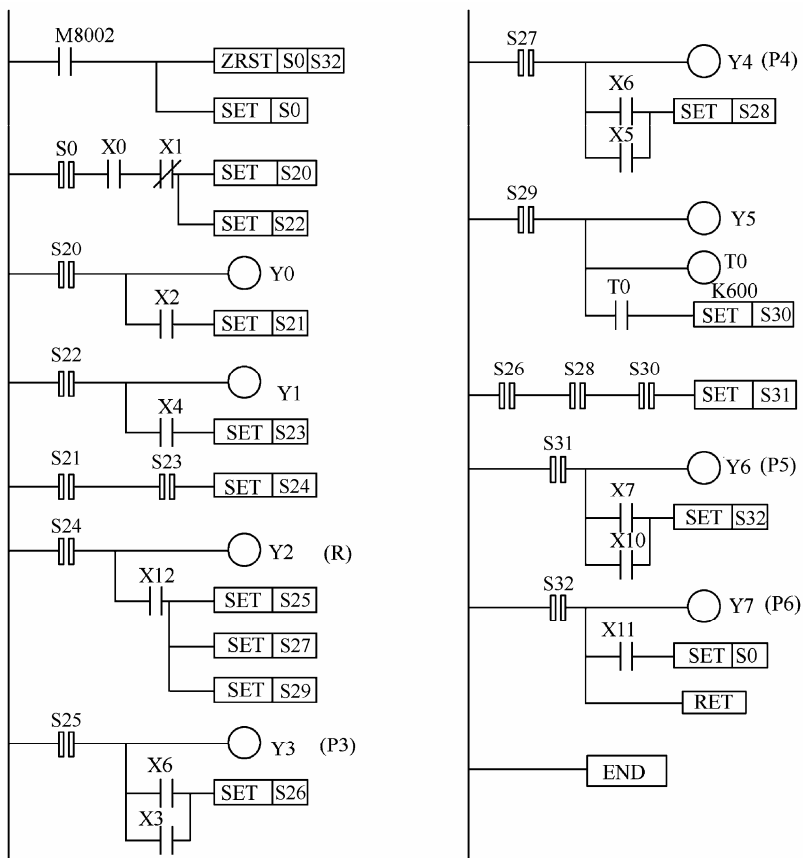 M8002
ZRST S0 S32
SET S0
S0 X0 X1
SET S20
SET S22
S20
Y0
X2
SET S21
S22
Y1
X4
SET S23
S21 S23
SET S24
S24
Y2 (R)
X12
SET S25
SET S27
SET S29
S25
Y3 (P3)
X6
SET S26
X3
S27
Y4 (P4)
X6
SET S28
X5
S29
Y5
T0
T0 K600
SET S30
S26 S28 S30
SET S31
S31
Y6 (P5)
X7
SET S32
X10
S32
Y7 (P6)
X11
SET S0
RET
END